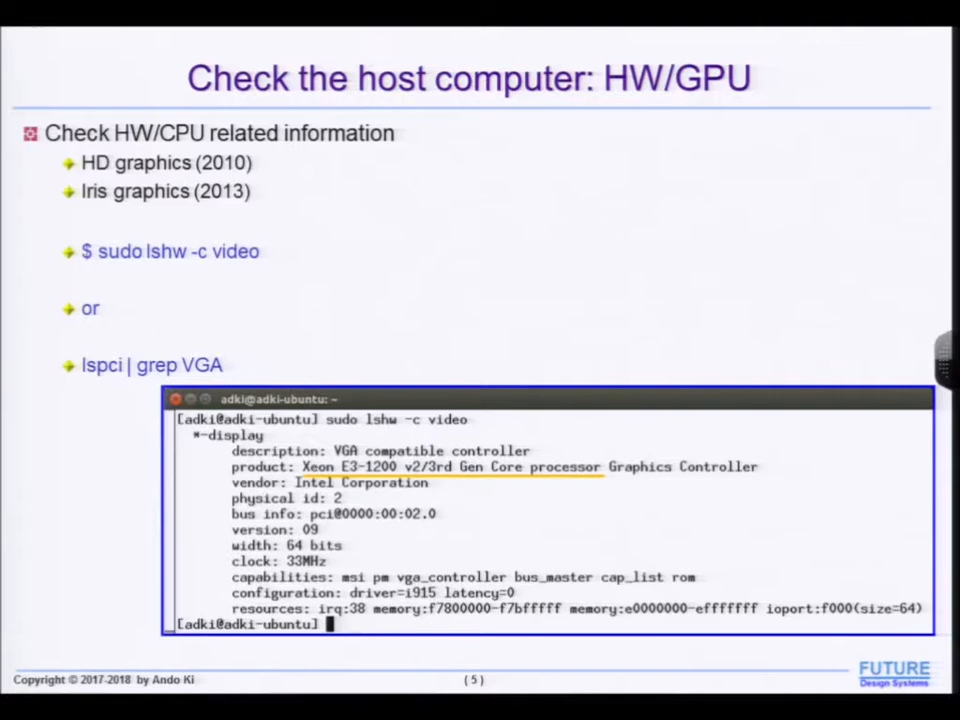 Check the host computer: HW/GPU
Check HW/CPU related information
HD graphics (2010)
Iris graphics (2013)
$ sudo lshw -c video
or
lspci | grep VGA
adki@adki-ubuntu: ~
[adki@adki-ubuntu] sudo lshw -c video
*-display
description: VGA compatible controller
product: Xeon E3-1200 v2/3rd Gen Core processor Graphics Controller
vendor: Intel Corporation
physical id: 2
bus info: pci@0000:00:02.0
version: 09
width: 64 bits
clock: 33MHz
capabilities: msi pm vga_controller bus_master cap_list rom
configuration: driver=i915 latency=0
resources: irq:38 memory:f7800000-f7bfffff memory:e0000000-efffffff ioport:f000(size=64)
[adki@adki-ubuntu]
Copyright © 2017-2018 by Ando Ki
( 5 )
FUTURE
Design Systems